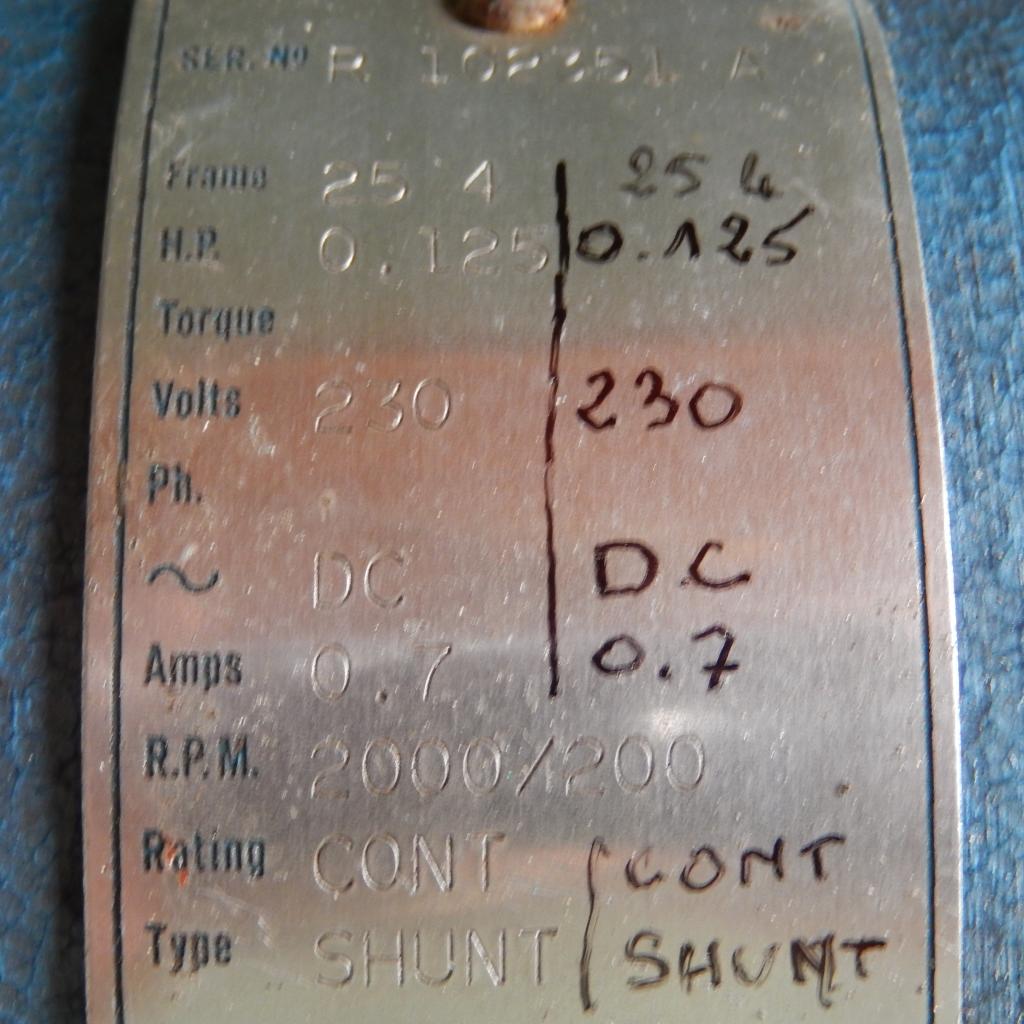 SER. Nº R 102351 A
Frame 25 4 25 4
H.P. 0.125 0.125
Torque
Volts 230 230
Ph.
~ DC DC
Amps 0.7 0.7
R.P.M. 2000/200
Rating CONT CONT
Type SHUNT SHUNT